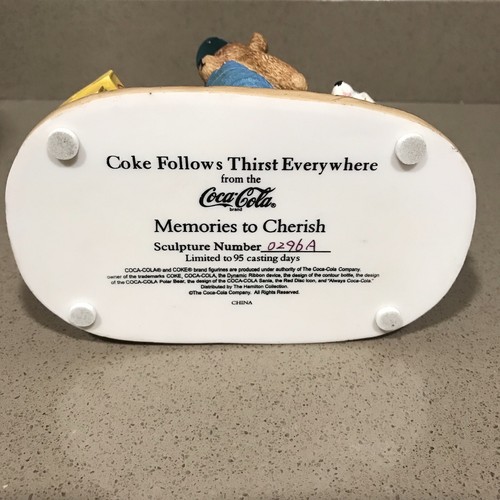 Coke Follows Thirst Everywhere
from the
Coca-Cola®
brand
Memories to Cherish
Sculpture Number 0296A
Limited to 95 casting days
COCA-COLA® and COKE® brand figurines are produced under authority of The Coca-Cola Company,
owner of the trademarks COKE, COCA-COLA, the Dynamic Ribbon device, the design of the contour bottle, the design
of the COCA-COLA Polar Bear, the design of the COCA-COLA Santa, the Red Disc Icon, and "Always Coca-Cola."
Distributed by The Hamilton Collection.
©The Coca-Cola Company. All Rights Reserved.
CHINA